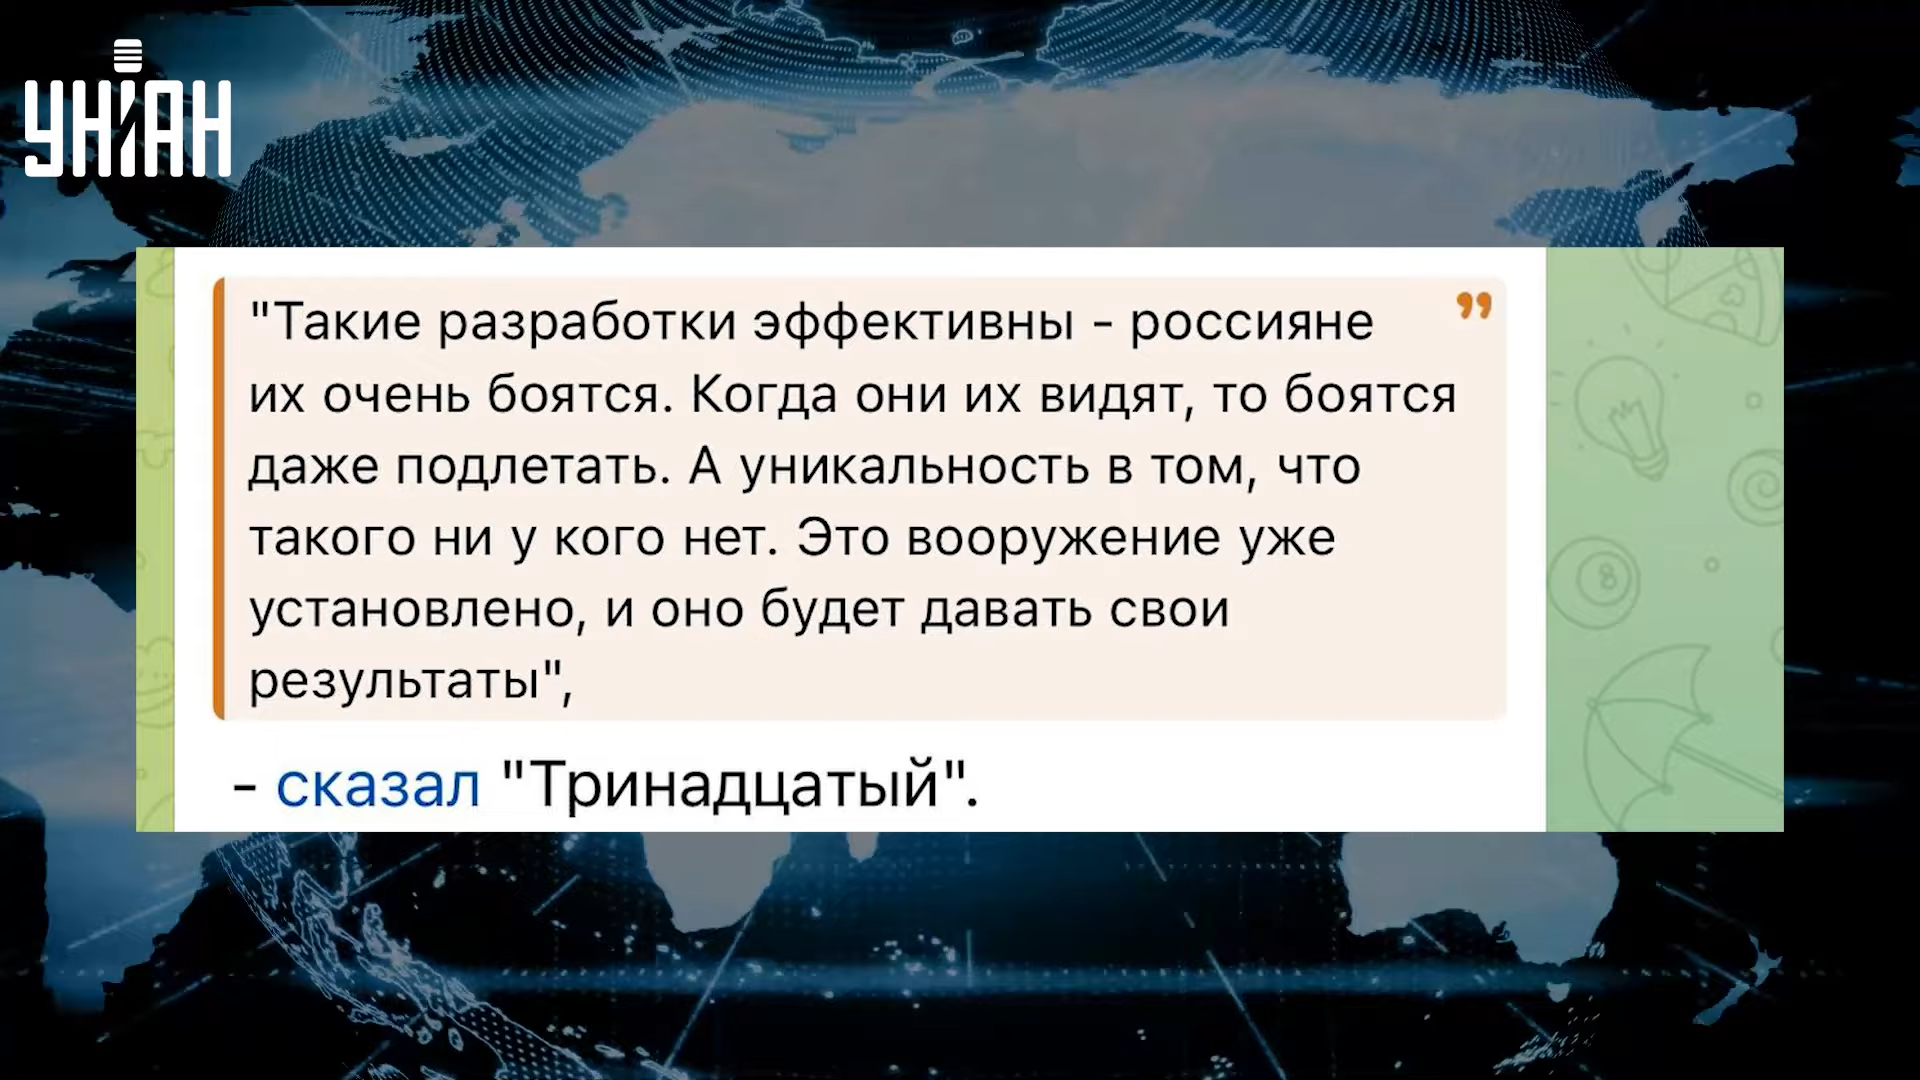 УНІАН
"Такие разработки эффективны - россияне
их очень боятся. Когда они их видят, то боятся
даже подлетать. А уникальность в том, что
такого ни у кого нет. Это вооружение уже
установлено, и оно будет давать свои
результаты",
- сказал "Тринадцатый".